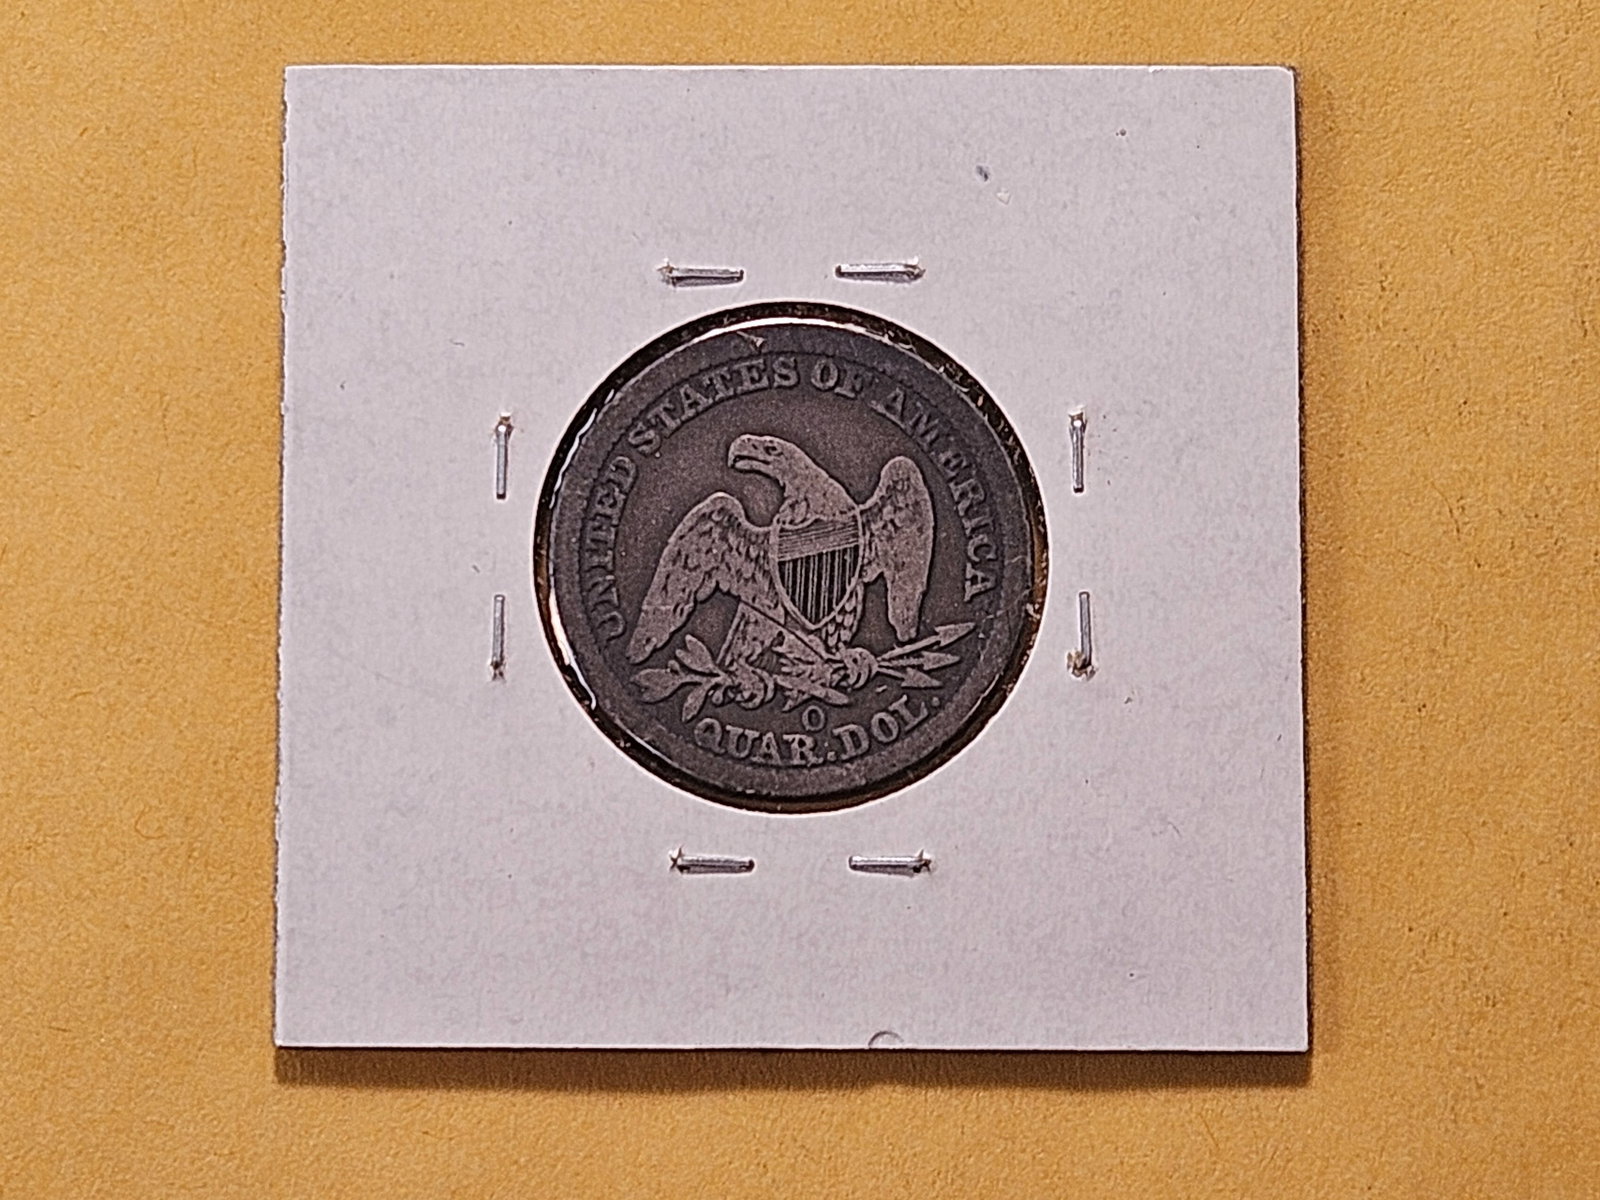 UNITED STATES OF AMERICA
O
QUAR. DOL.